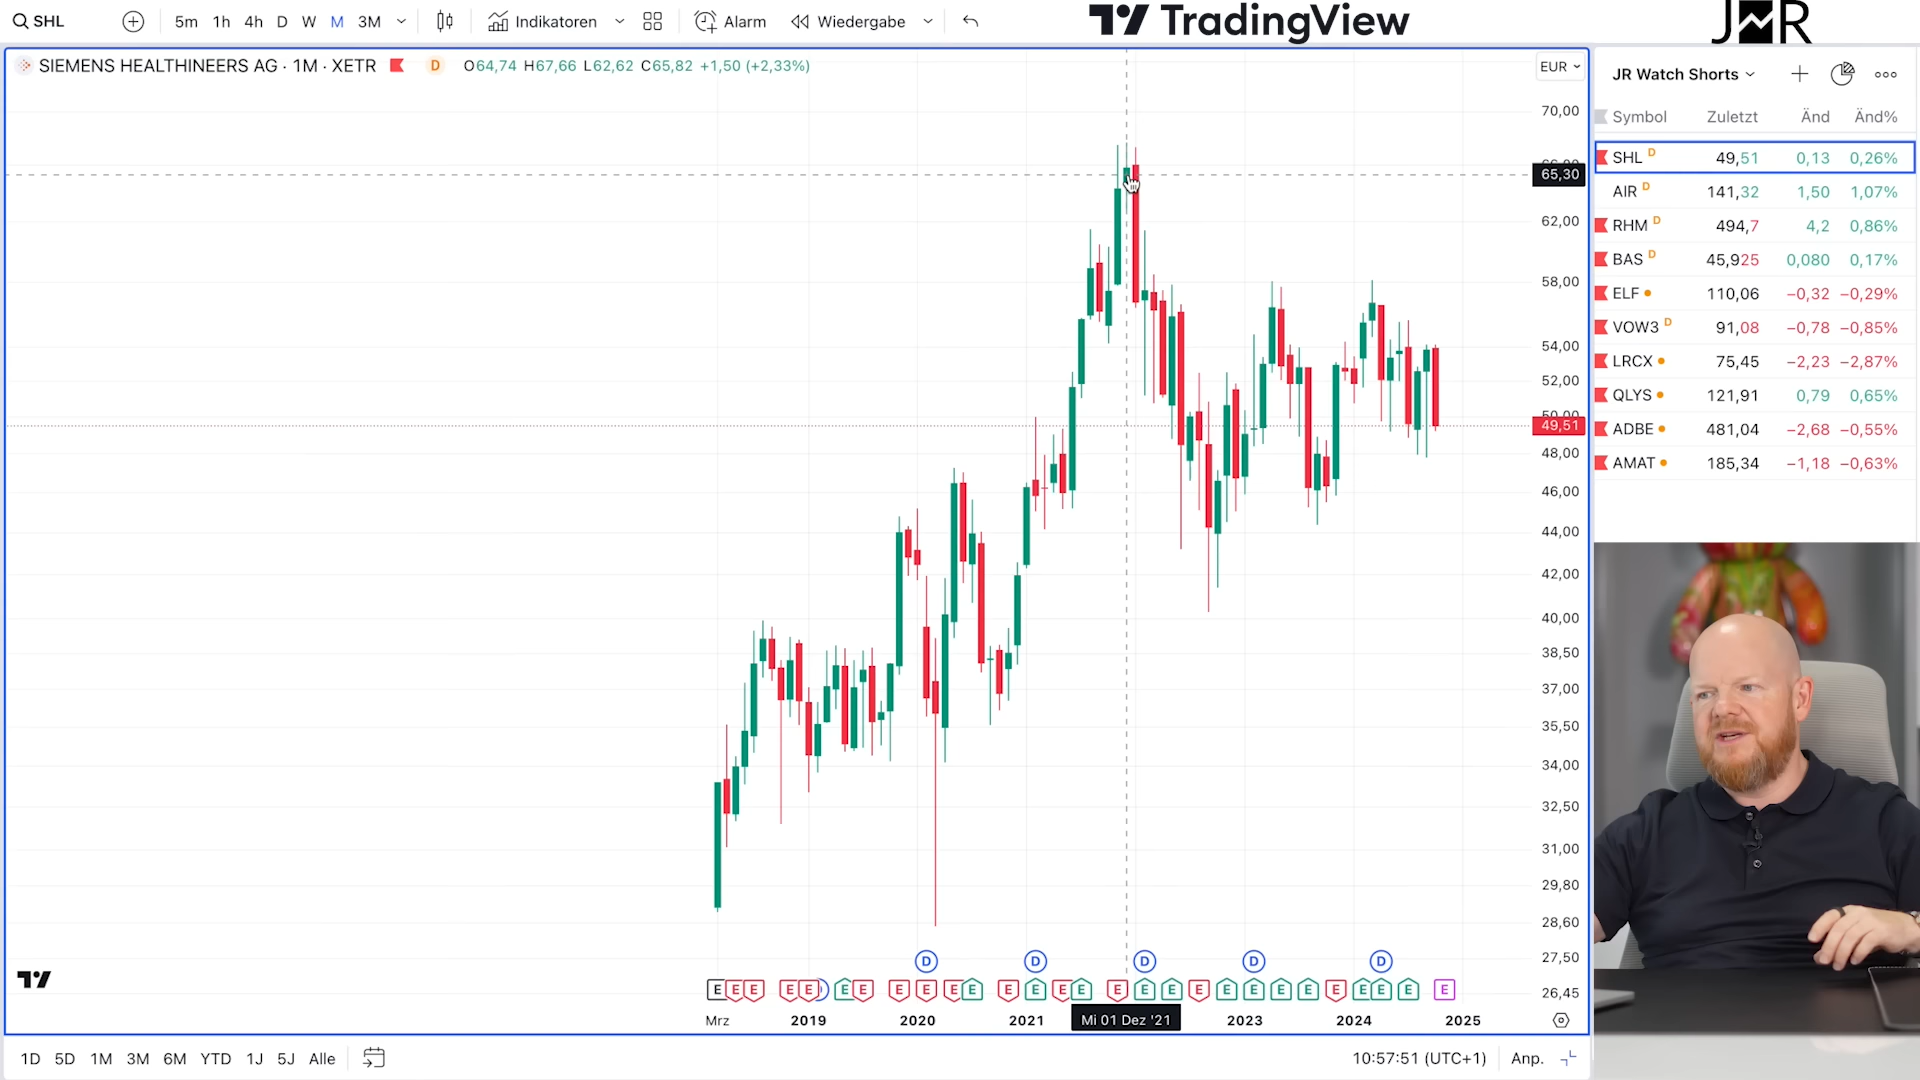 SHL 5m 1h 4h D W M 3M Indikatoren Alarm Wiedergabe TradingView JR
SIEMENS HEALTHINEERS AG · 1M · XETR D O64,74 H67,66 L62,62 C65,82 +1,50 (+2,33%) EUR
70,00
65,30
62,00
58,00
54,00
52,00
50,00
49,51
48,00
46,00
44,00
42,00
40,00
38,50
37,00
35,50
34,00
32,50
31,00
29,80
28,60
27,50
26,45
D D D D D
E E E E E E E E E E E E E E E E E E E E E E E E E E E E
Mrz 2019 2020 2021 Mi 01 Dez '21 2023 2024 2025
1D 5D 1M 3M 6M YTD 1J 5J Alle 10:57:51 (UTC+1) Anp.
JR Watch Shorts
Symbol Zuletzt Änd Änd%
SHL D 49,51 0,13 0,26%
AIR D 141,32 1,50 1,07%
RHM D 494,7 4,2 0,86%
BAS D 45,925 0,080 0,17%
ELF 110,06 −0,32 −0,29%
VOW3 D 91,08 −0,78 −0,85%
LRCX 75,45 −2,23 −2,87%
QLYS 121,91 0,79 0,65%
ADBE 481,04 −2,68 −0,55%
AMAT 185,34 −1,18 −0,63%